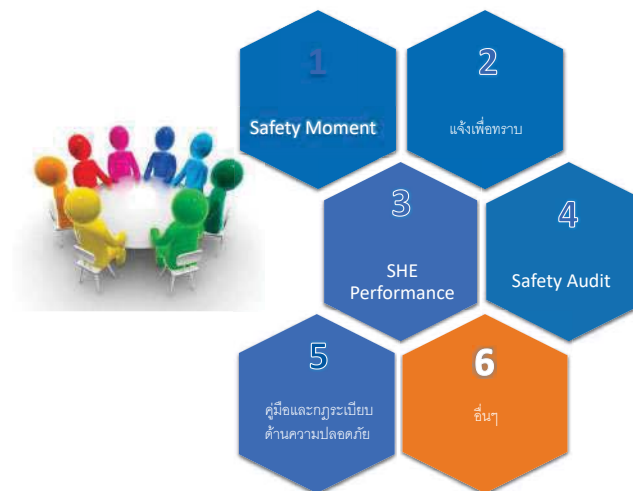 1
Safety Moment
2
แจ้งเพื่อทราบ
3
SHE
Performance
4
Safety Audit
5
คู่มือและกฎระเบียบ
ด้านความปลอดภัย
6
อื่นๆ